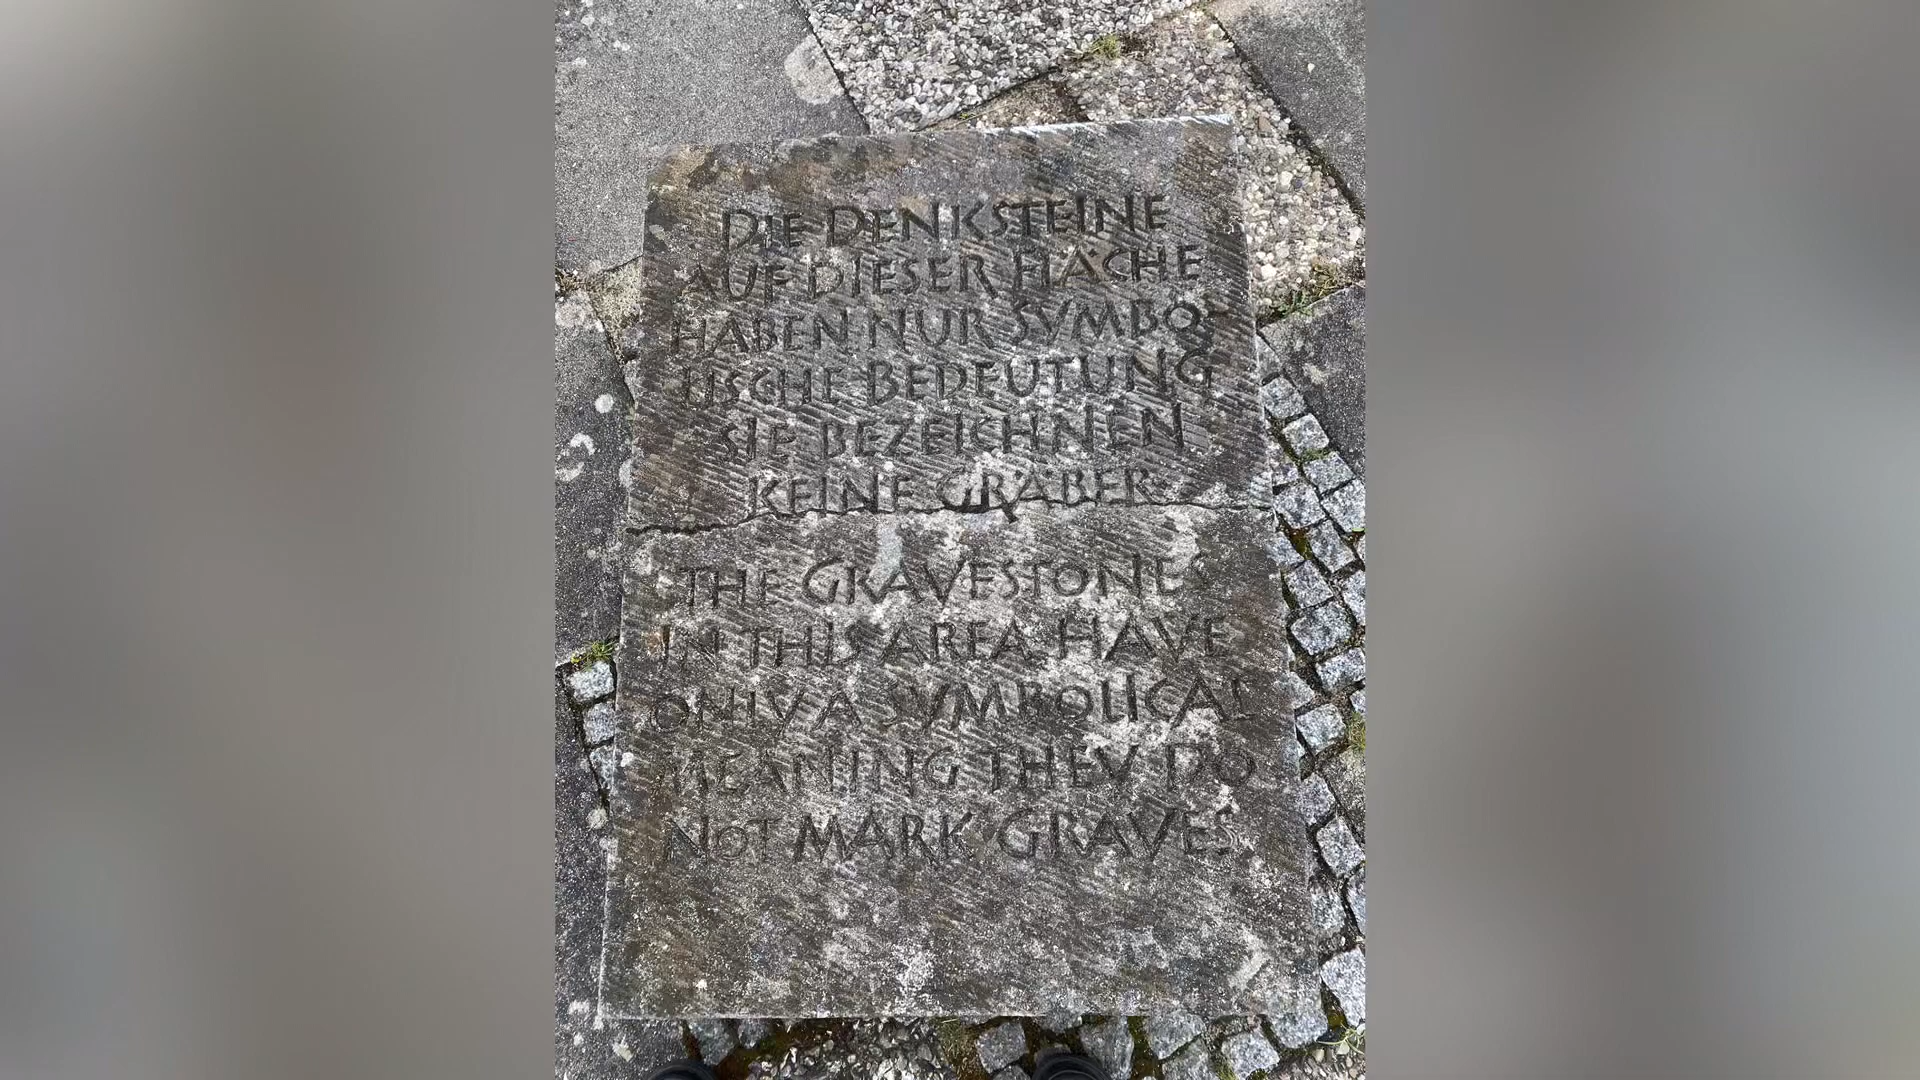 DIE DENKSTEINE
AUF DIESER FLÄCHE
HABEN NUR SYMBO-
LISCHE BEDEUTUNG
SIE BEZEICHNEN
KEINE GRÄBER
THE GRAVESTONES
IN THIS AREA HAVE
ONLY A SYMBOLICAL
MEANING THEY DO
NOT MARK GRAVES